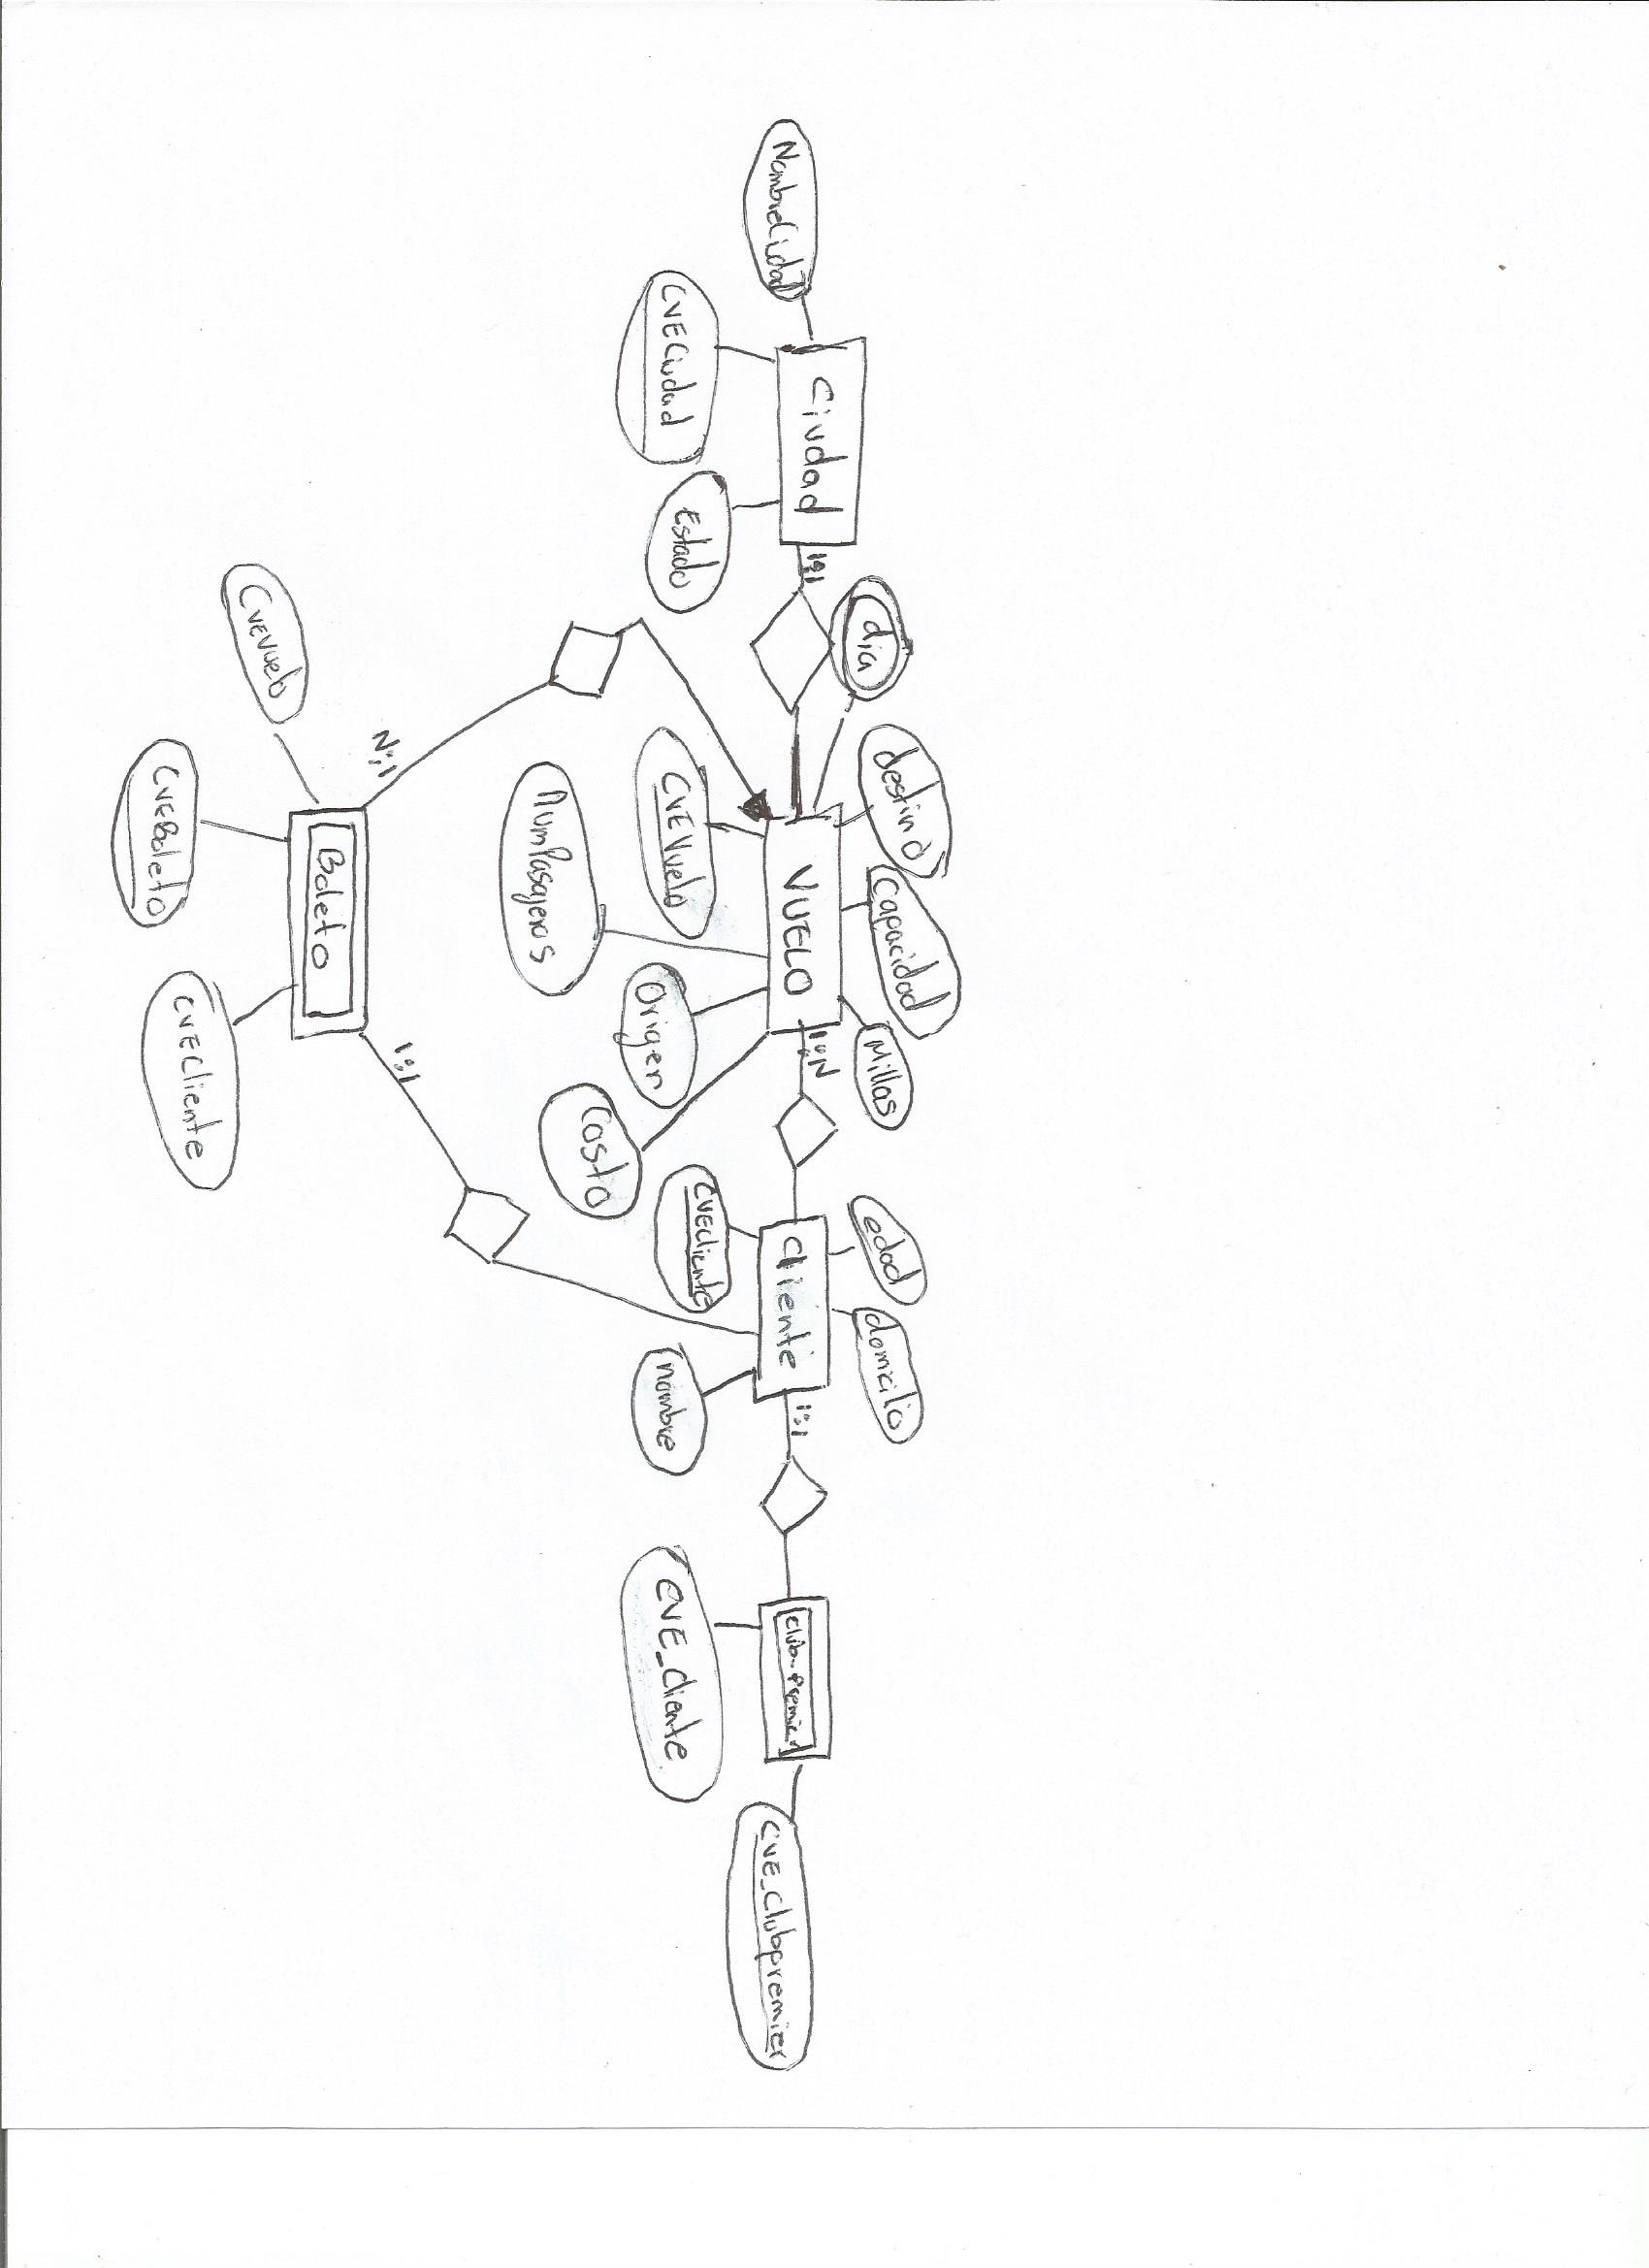 edad
domicilio
destino
capacidad
Millas
dia
NombreCiudad
Ciudad
1:1
VUELO
1:N
Cliente
1:1
CVE_Clubpremier
CVECiudad
Estado
CVEVuelo
Origen
CVECliente
nombre
CVE_Cliente
NumPasajeros
Costo
N:1
1:1
CVEVuelo
Boleto
CVEBoleto
CVECliente